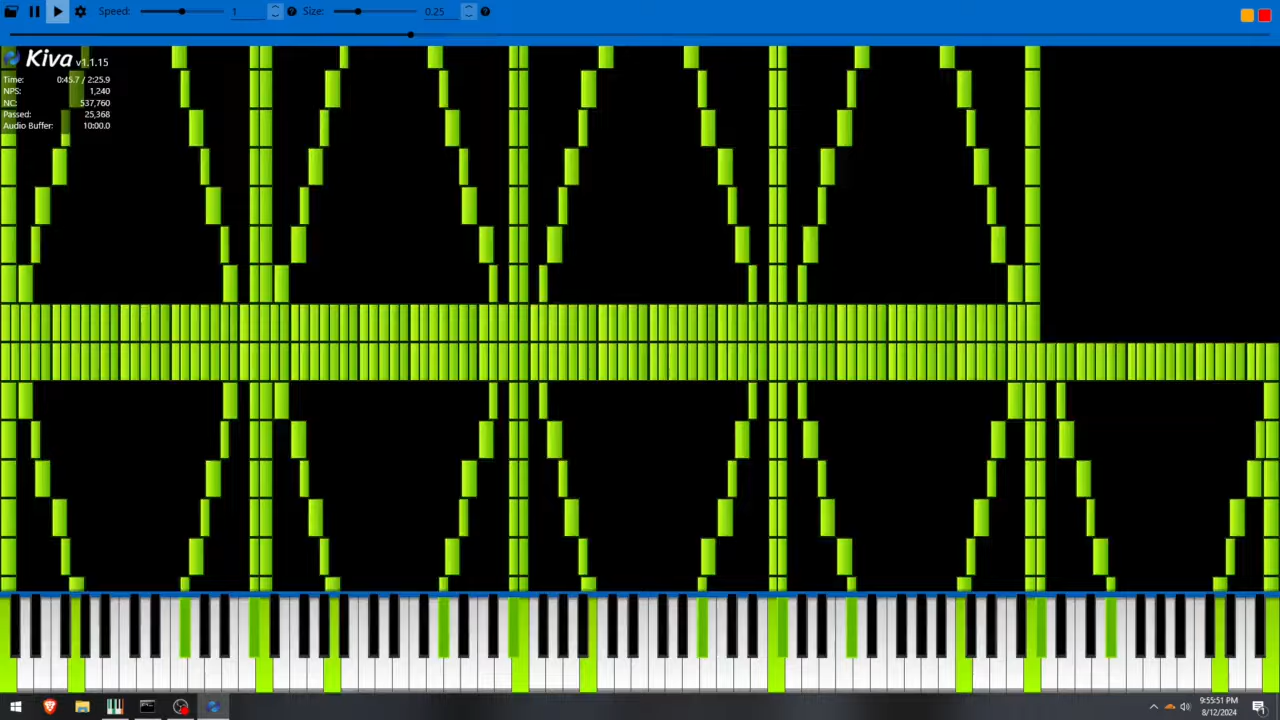 Speed: 1 Size: 0.25
Kiva v1.1.15
Time: 0:45.7 / 2:25.9
NPS: 1,240
NC: 537,760
Passed: 25,368
Audio Buffer: 10:00.0
9:55:51 PM
8/12/2024